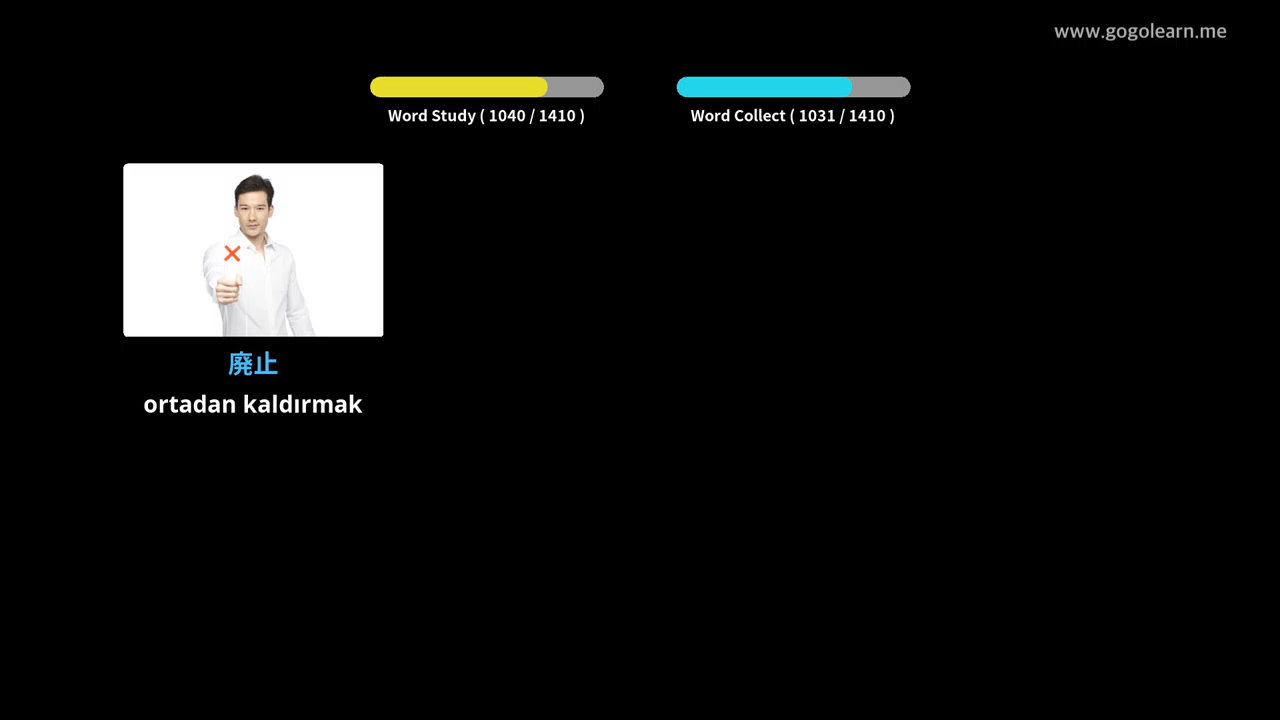 www.gogolearn.me
Word Study ( 1040 / 1410 )
Word Collect ( 1031 / 1410 )
廃止
ortadan kaldırmak